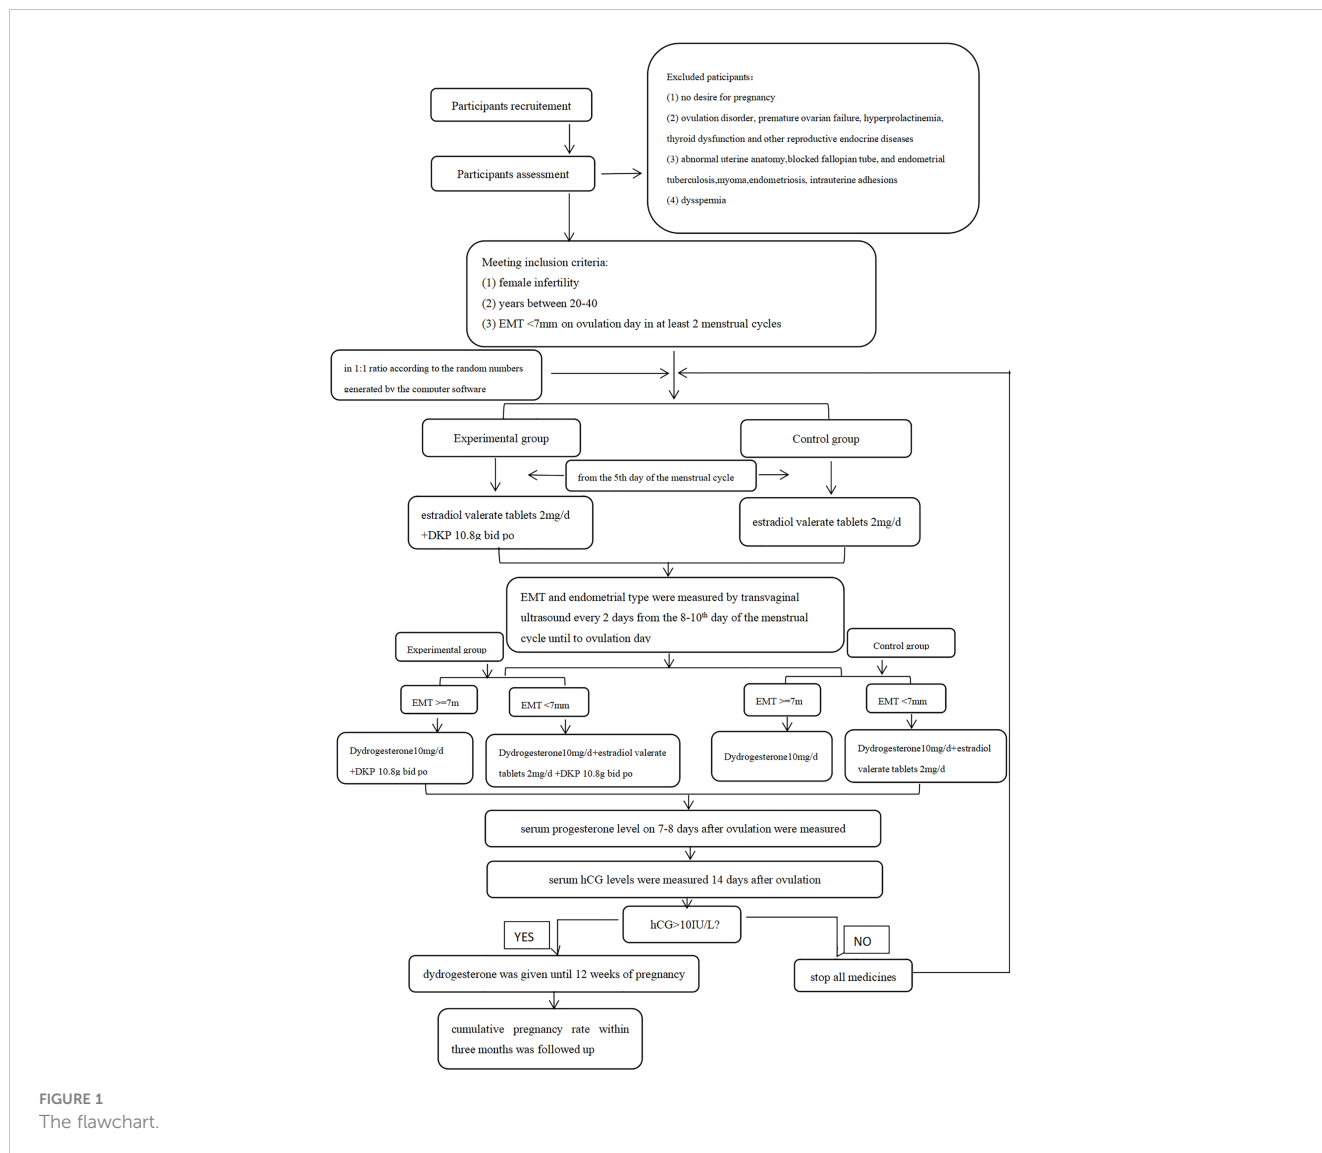 Participants recruitement
Participants assessment
Excluded paticipants:
(1) no desire for pregnancy
(2) ovulation disorder, premature ovarian failure, hyperprolactinemia,
thyroid dysfunction and other reproductive endocrine diseases
(3) abnormal uterine anatomy,blocked fallopian tube, and endometrial
tuberculosis,myoma,endometriosis, intrauterine adhesions
(4) dysspermia
Meeting inclusion criteria:
(1) female infertility
(2) years between 20-40
(3) EMT <7mm on ovulation day in at least 2 menstrual cycles
in 1:1 ratio according to the random numbers
generated by the computer software
Experimental group
Control group
from the 5th day of the menstrual cycle
estradiol valerate tablets 2mg/d
+DKP 10.8g bid po
estradiol valerate tablets 2mg/d
EMT and endometrial type were measured by transvaginal
ultrasound every 2 days from the 8-10th day of the menstrual
cycle until to ovulation day
Experimental group
Control group
EMT >=7m
EMT <7mm
EMT >=7m
EMT <7mm
Dydrogesterone10mg/d
+DKP 10.8g bid po
Dydrogesterone10mg/d+estradiol valerate
tablets 2mg/d +DKP 10.8g bid po
Dydrogesterone10mg/d
Dydrogesterone10mg/d+estradiol
valerate tablets 2mg/d
serum progesterone level on 7-8 days after ovulation were measured
serum hCG levels were measured 14 days after ovulation
hCG>10IU/L?
YES
NO
dydrogesterone was given until 12 weeks of pregnancy
stop all medicines
cumulative pregnancy rate within
three months was followed up
FIGURE 1
The flawchart.